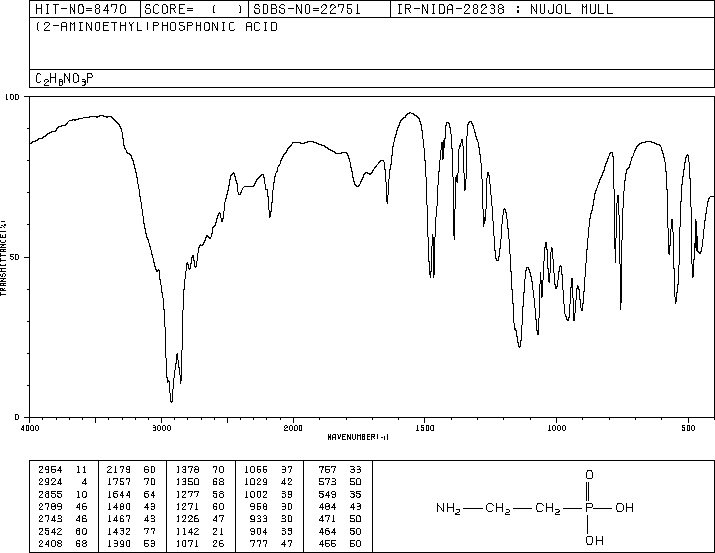 HIT-NO=8470 SCORE= ( ) SDBS-NO=22751 IR-NIDA-28238 : NUJOL MULL
(2-AMINOETHYL)PHOSPHONIC ACID
C2H8NO3P
100
50
0
TRANSMITTANCE(%)
4000 3000 2000 1500 1000 500
WAVENUMBER(-1)
2964 11 2179 60 1378 70 1066 37 757 33
2924 4 1757 70 1350 68 1029 42 573 50
2855 10 1644 64 1277 58 1002 39 549 35
2789 46 1480 43 1271 60 968 30 484 43
2743 46 1467 43 1226 47 933 30 471 50
2542 60 1432 77 1142 21 904 39 464 50
2408 68 1390 53 1071 26 777 47 455 50
O
NH2 CH2 CH2 P OH
OH